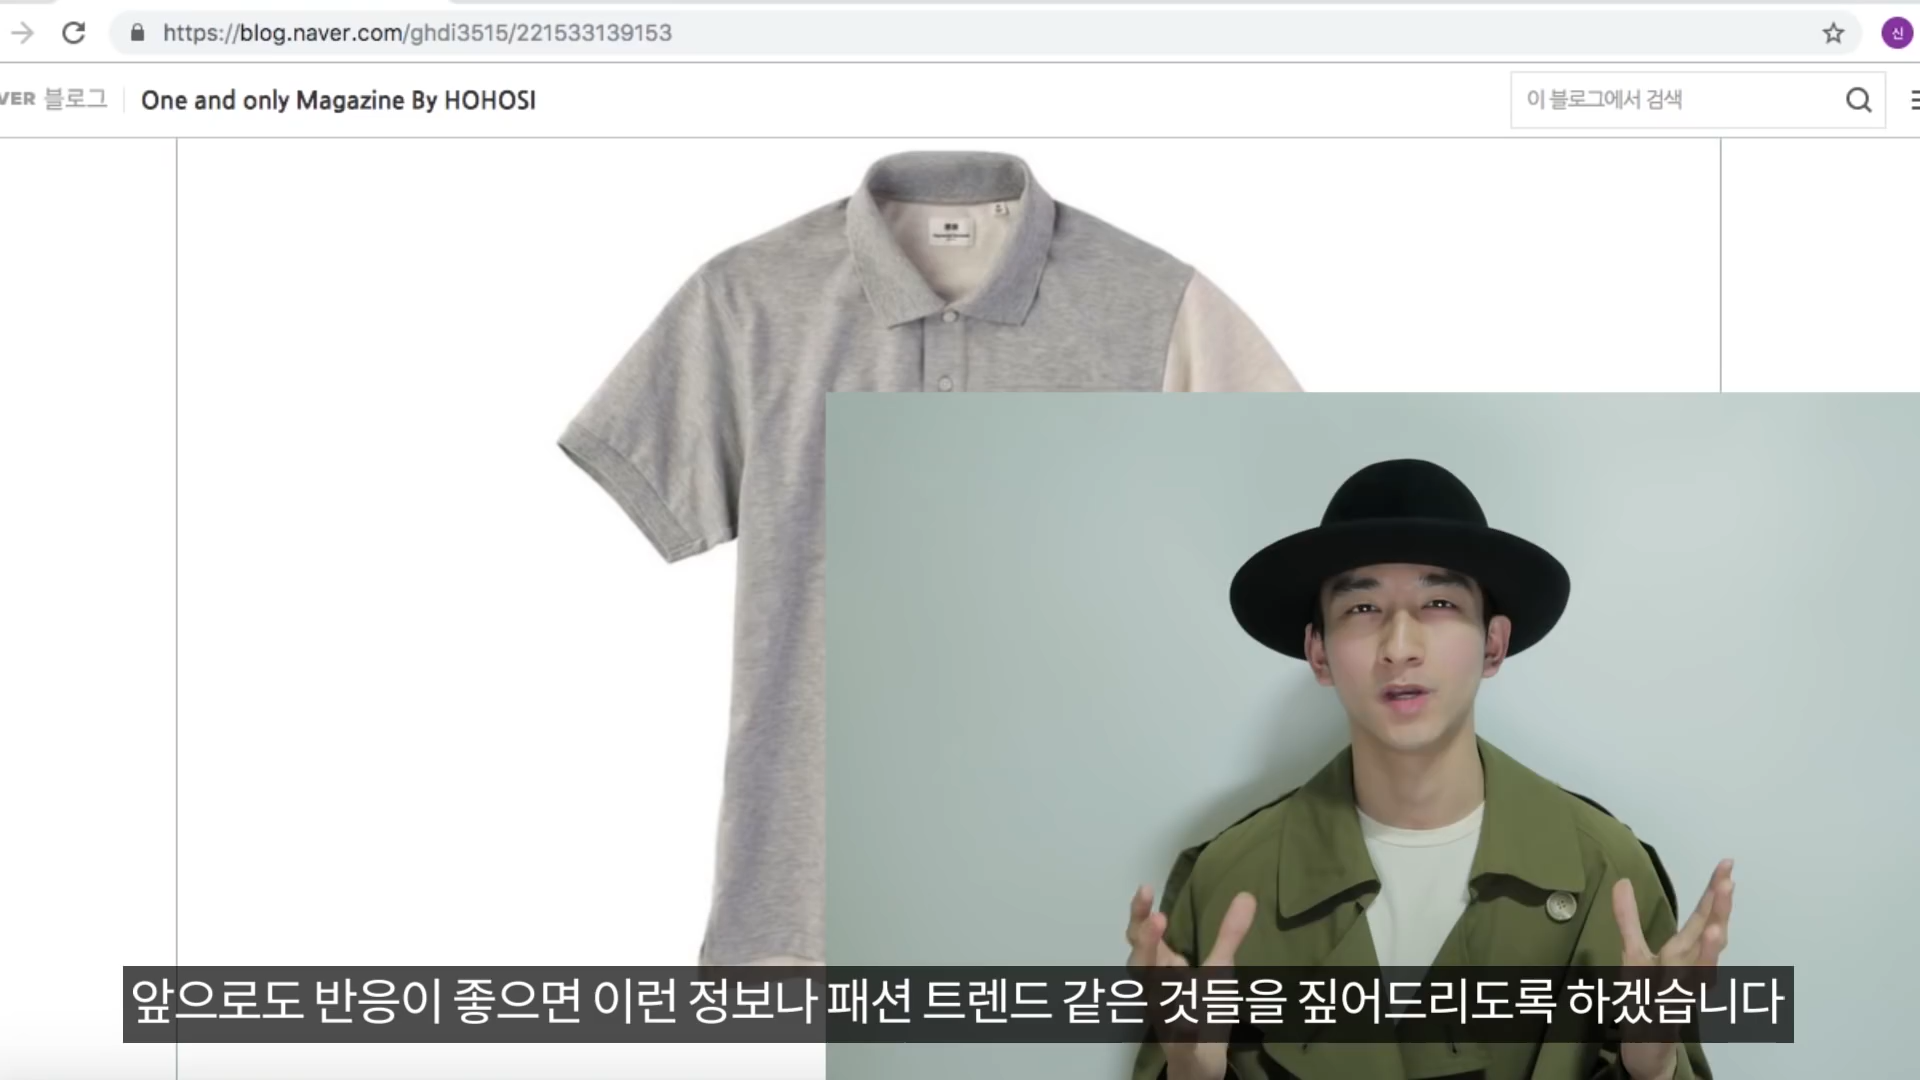 https://blog.naver.com/ghdi3515/221533139153
신
VER 블로그
One and only Magazine By HOHOSI
이 블로그에서 검색
앞으로도 반응이 좋으면 이런 정보나 패션 트렌드 같은 것들을 짚어드리도록 하겠습니다